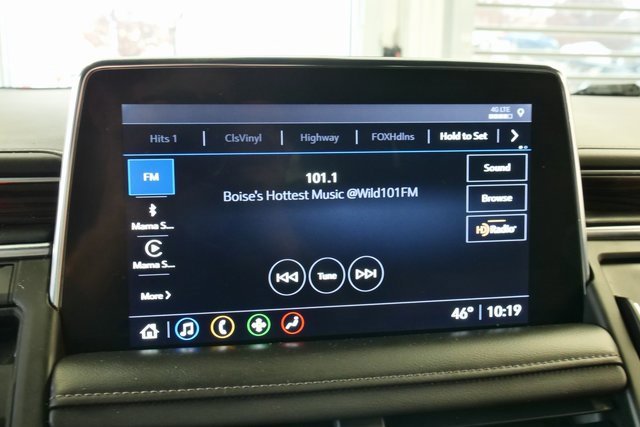 4G LTE
Hits 1 ClsVinyl Highway FOXHdlns Hold to Set
FM
101.1
Boise's Hottest Music @Wild101FM
Sound
Browse
HD Radio
Mama S...
Mama S...
More
Tune
46° 10:19